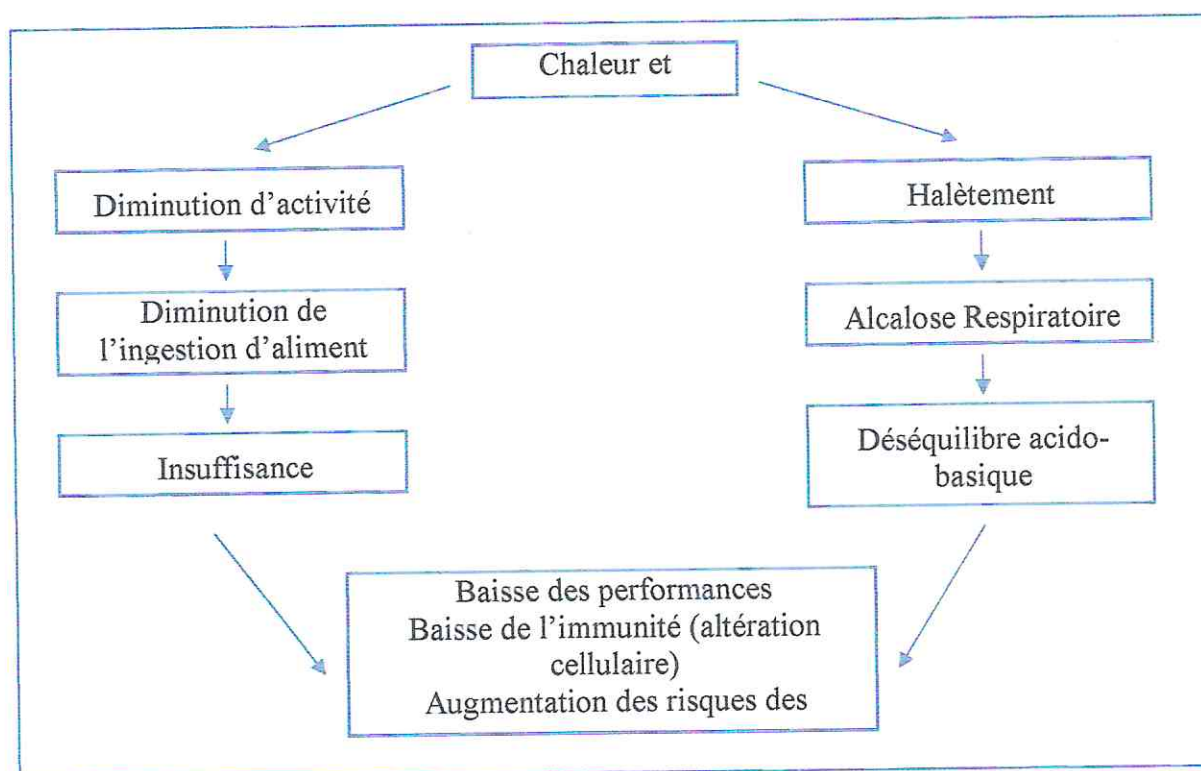 Chaleur et
Diminution d'activité
Diminution de
l'ingestion d'aliment
Insuffisance
Halètement
Alcalose Respiratoire
Déséquilibre acido-
basique
Baisse des performances
Baisse de l'immunité (altération
cellulaire)
Augmentation des risques des